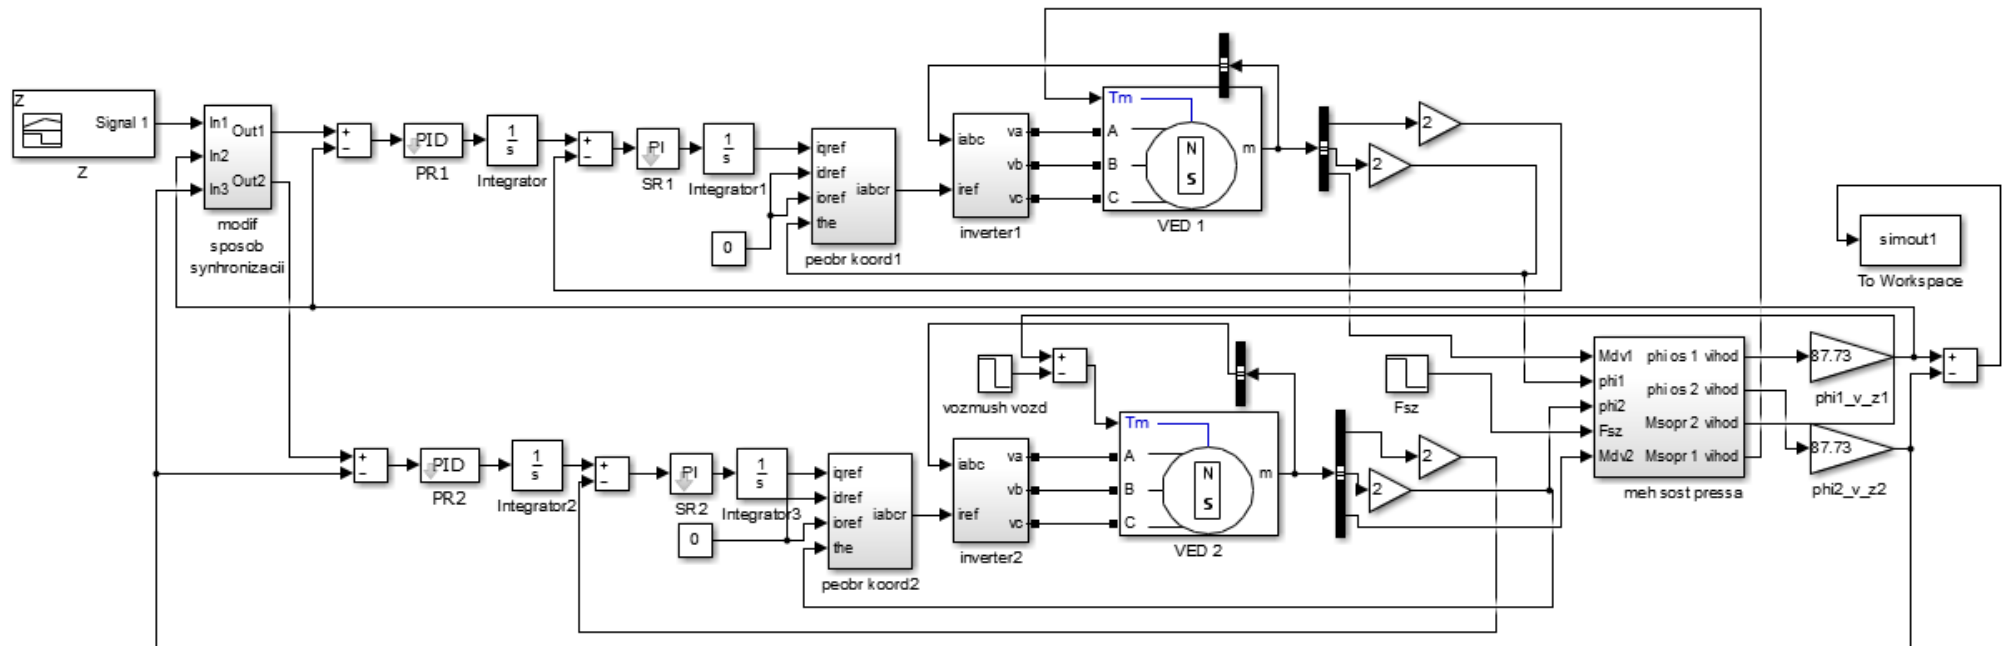 Z
Signal 1
Z
In1
In2
In3
Out1
Out2
modif
sposob
synhronizacii
+
−
PID
PR1
1
s
Integrator
+
−
PI
SR1
1
s
Integrator1
0
iqref
idref
ioref
the
iabcr
peobr koord1
iabc
iref
va
vb
vc
inverter1
Tm
A
B
C
N
S
m
VED 1
2
2
simout1
To Workspace
vozmush vozd
+
−
Fsz
Mdv1
phi1
phi2
Fsz
Mdv2
phi os 1 vihod
phi os 2 vihod
Msopr 2 vihod
Msopr 1 vihod
meh sost pressa
87.73
phi1_v_z1
87.73
phi2_v_z2
+
−
+
−
PID
PR2
1
s
Integrator2
+
−
PI
SR2
1
s
Integrator3
0
iqref
idref
ioref
the
iabcr
peobr koord2
iabc
iref
va
vb
vc
inverter2
Tm
A
B
C
N
S
m
VED 2
2
2